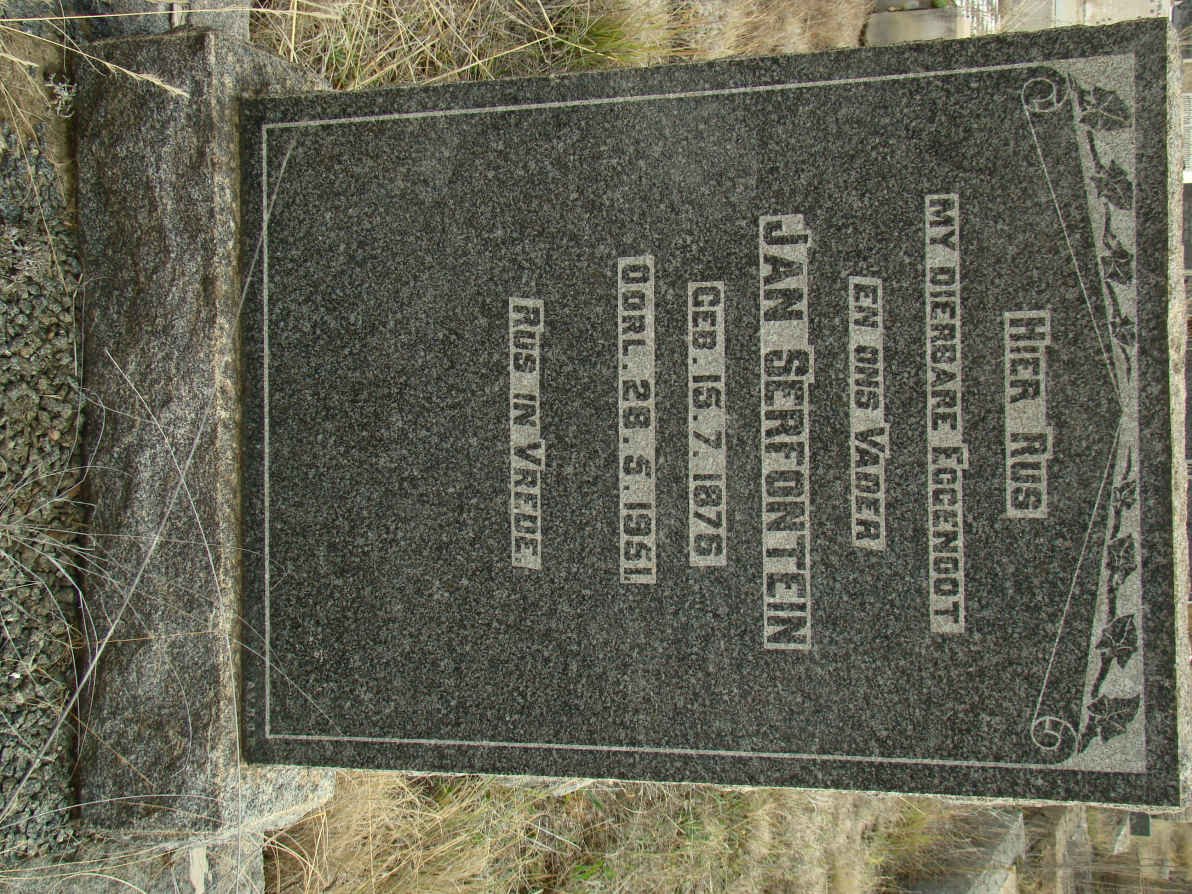 HIER RUS
MY DIERBARE EGGENOOT
EN ONS VADER
JAN SERFONTEIN
GEB. 15.7.1876
OORL. 28.5.1951
RUS IN VREDE.